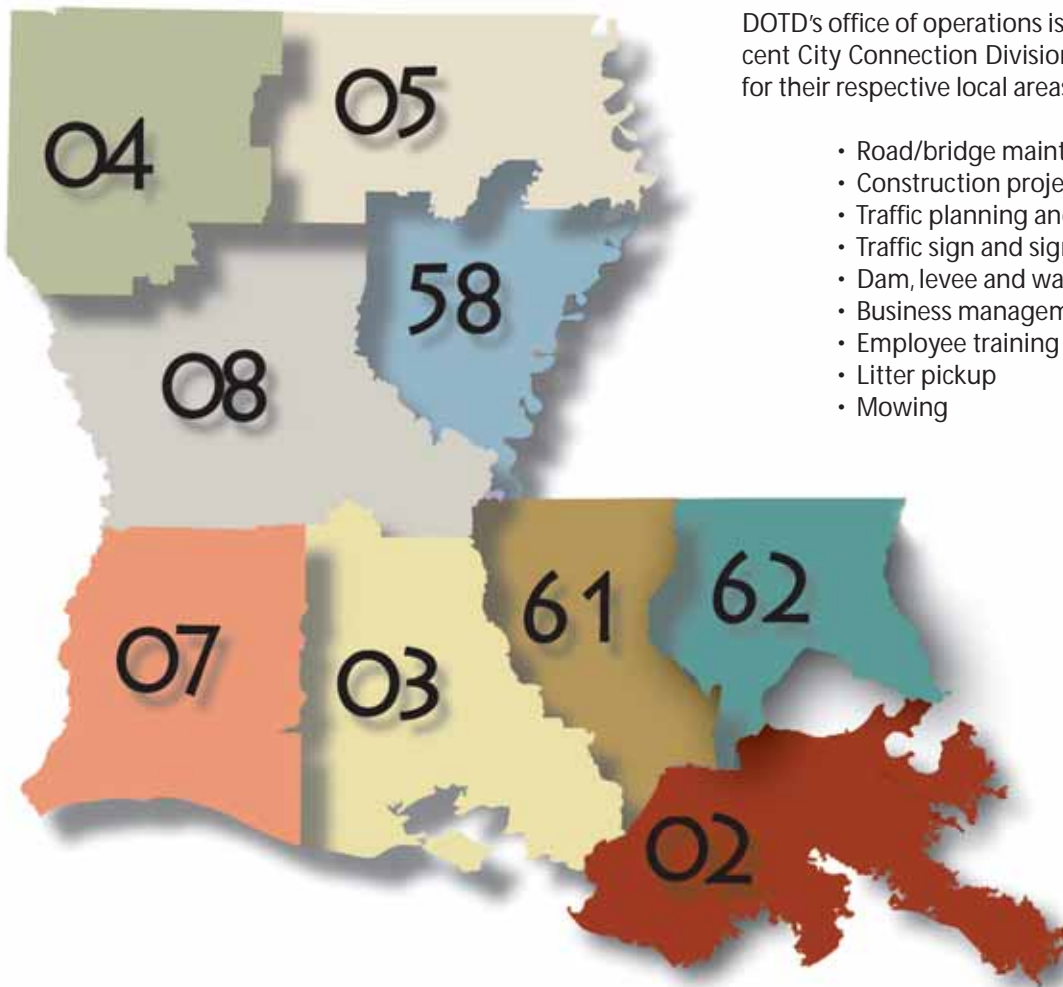 DOTD's office of operations is
cent City Connection Division
for their respective local areas
• Road/bridge maint
• Construction proje
• Traffic planning an
• Traffic sign and sig
• Dam, levee and wa
• Business managem
• Employee training
• Litter pickup
• Mowing
04
05
58
08
61
62
07
03
02